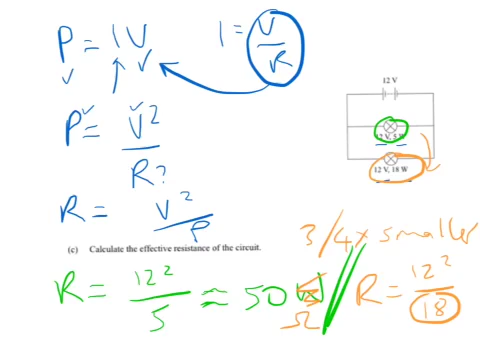 P = IV
I = V/R
P = V²/R?
12 V
12 V, 5 W
12 V, 18 W
R = V²/P
3/4x smaller
(c) Calculate the effective resistance of the circuit.
R = 12²/5 ≈ 50 Ω
R = 12²/18